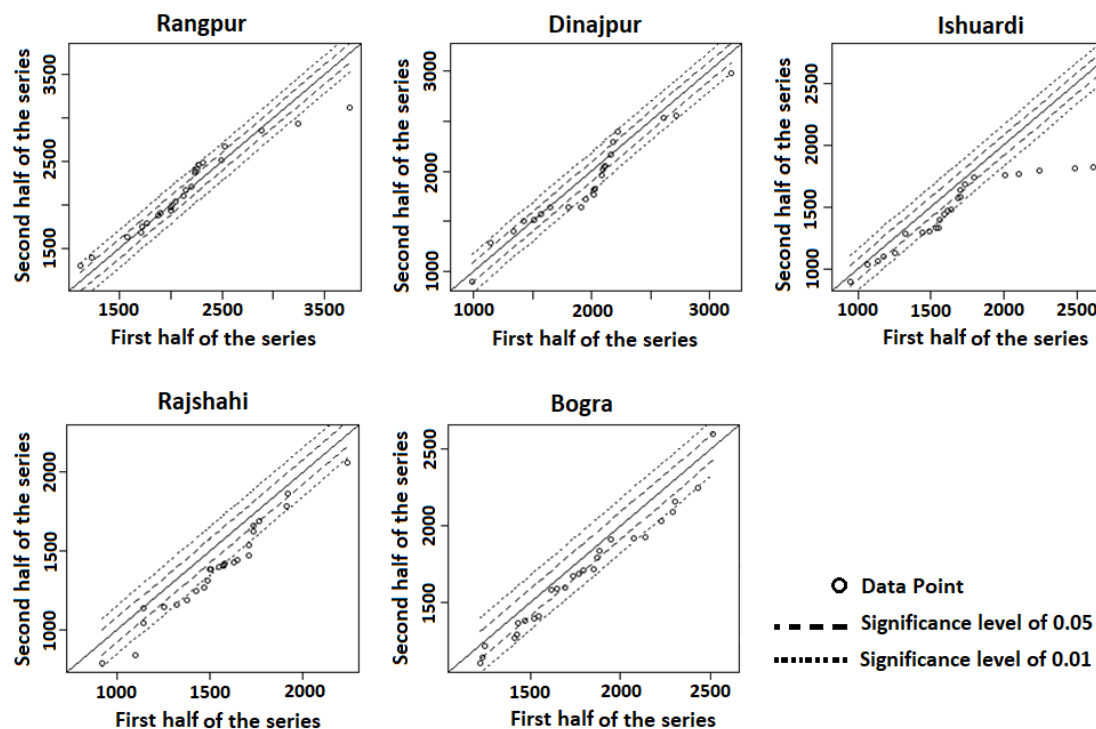 Rangpur
Second half of the series
3500
2500
1500
1500
2500
3500
First half of the series
Dinajpur
Second half of the series
3000
2000
1000
1000
1500
2000
2500
3000
First half of the series
Ishuardi
Second half of the series
2500
2000
1500
1000
1000
1500
2000
2500
First half of the series
Rajshahi
Second half of the series
2000
1500
1000
1000
1500
2000
First half of the series
Bogra
Second half of the series
2500
2000
1500
1500
2000
2500
First half of the series
Data Point
Significance level of 0.05
Significance level of 0.01